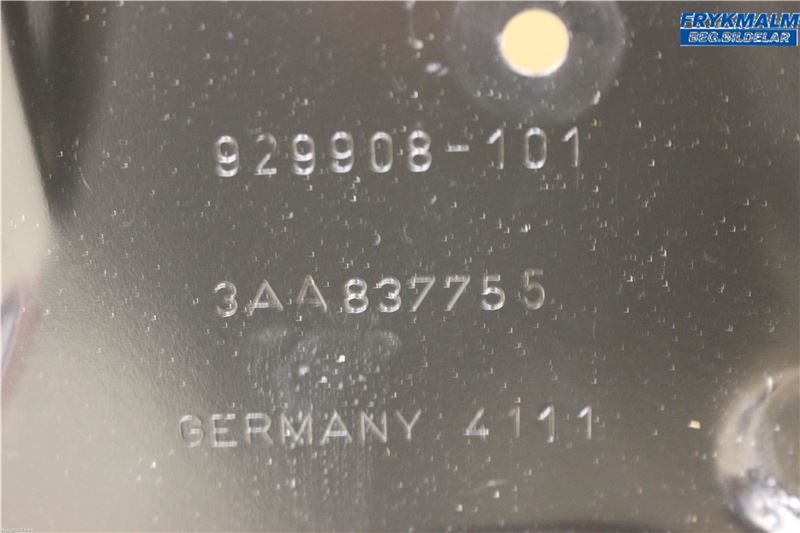 FRYKMALM
BEG.BILDELAR
929908-101
3AA837755
GERMANY 4111